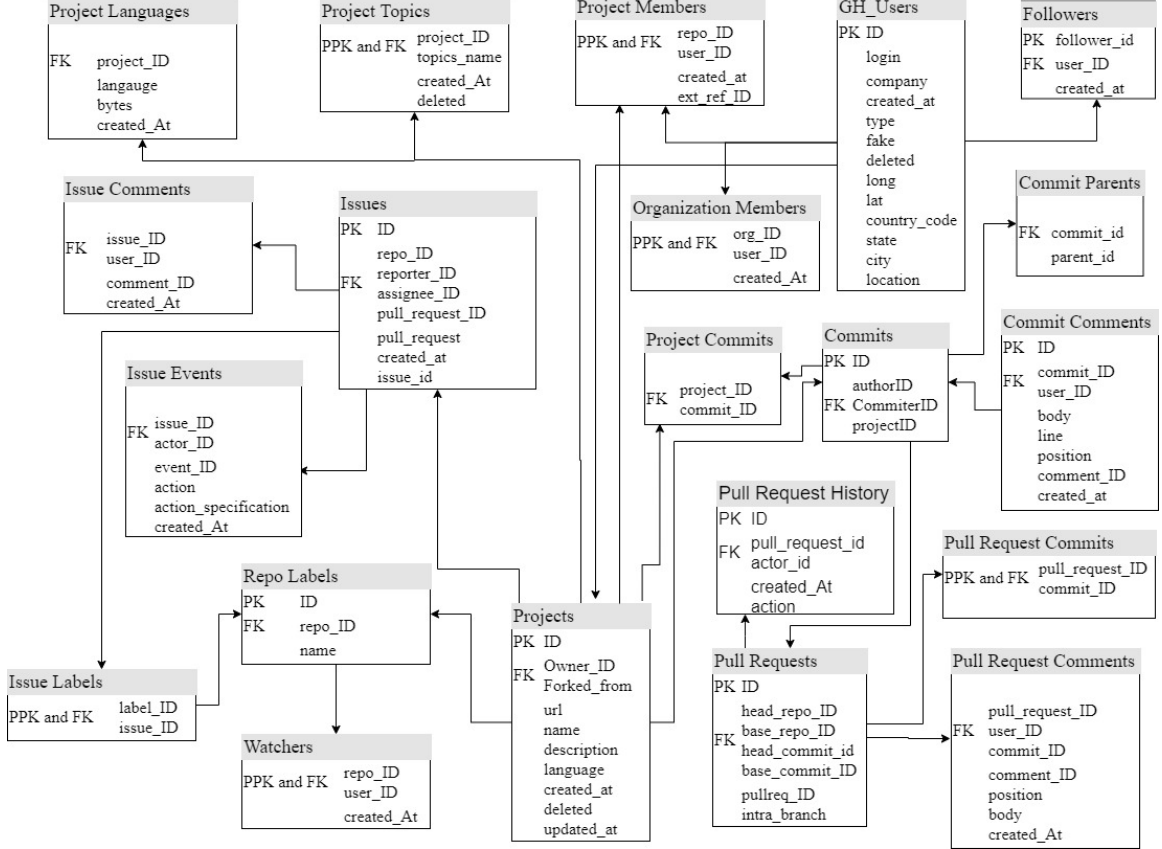 Project Languages
FK project_ID
langauge
bytes
created_At
Project Topics
PPK and FK project_ID
topics_name
created_At
deleted
Project Members
PPK and FK repo_ID
user_ID
created_at
ext_ref_ID
GH_Users
PK ID
login
company
created_at
type
fake
deleted
long
lat
country_code
state
city
location
Followers
PK follower_id
FK user_ID
created_at
Issue Comments
FK issue_ID
user_ID
comment_ID
created_At
Issues
PK ID
repo_ID
FK reporter_ID
assignee_ID
pull_request_ID
pull_request
created_at
issue_id
Organization Members
PPK and FK org_ID
user_ID
created_At
Commit Parents
FK commit_id
parent_id
Issue Events
FK issue_ID
actor_ID
event_ID
action
action_specification
created_At
Project Commits
FK project_ID
commit_ID
Commits
PK ID
authorID
FK CommiterID
projectID
Commit Comments
PK ID
FK commit_ID
user_ID
body
line
position
comment_ID
created_at
Pull Request History
PK ID
FK pull_request_id
actor_id
created_At
action
Pull Request Commits
PPK and FK pull_request_ID
commit_ID
Repo Labels
PK ID
FK repo_ID
name
Issue Labels
PPK and FK label_ID
issue_ID
Watchers
PPK and FK repo_ID
user_ID
created_At
Projects
PK ID
FK Owner_ID
Forked_from
url
name
description
language
created_at
deleted
updated_at
Pull Requests
PK ID
head_repo_ID
FK base_repo_ID
head_commit_id
base_commit_ID
pullreq_ID
intra_branch
Pull Request Comments
pull_request_ID
FK user_ID
commit_ID
comment_ID
position
body
created_At